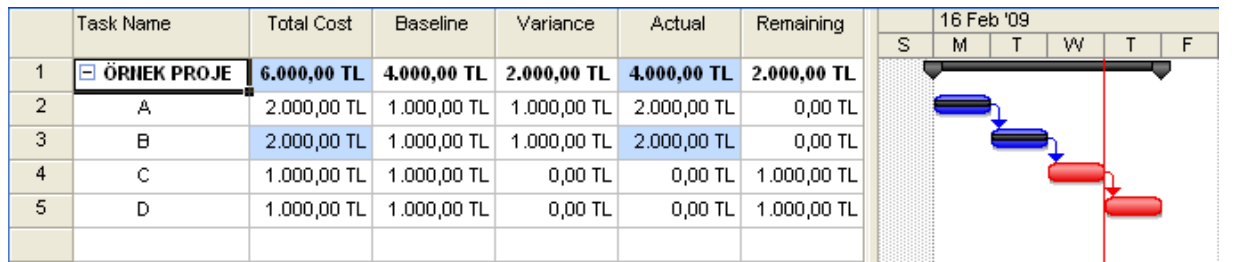 Task Name Total Cost Baseline Variance Actual Remaining 16 Feb '09
S M T W T F
1 ÖRNEK PROJE 6.000,00 TL 4.000,00 TL 2.000,00 TL 4.000,00 TL 2.000,00 TL
2 A 2.000,00 TL 1.000,00 TL 1.000,00 TL 2.000,00 TL 0,00 TL
3 B 2.000,00 TL 1.000,00 TL 1.000,00 TL 2.000,00 TL 0,00 TL
4 C 1.000,00 TL 1.000,00 TL 0,00 TL 0,00 TL 1.000,00 TL
5 D 1.000,00 TL 1.000,00 TL 0,00 TL 0,00 TL 1.000,00 TL